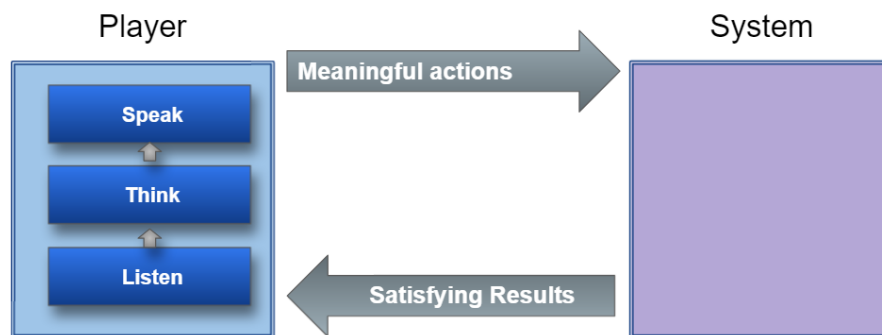 Player
System
Meaningful actions
Speak
Think
Listen
Satisfying Results